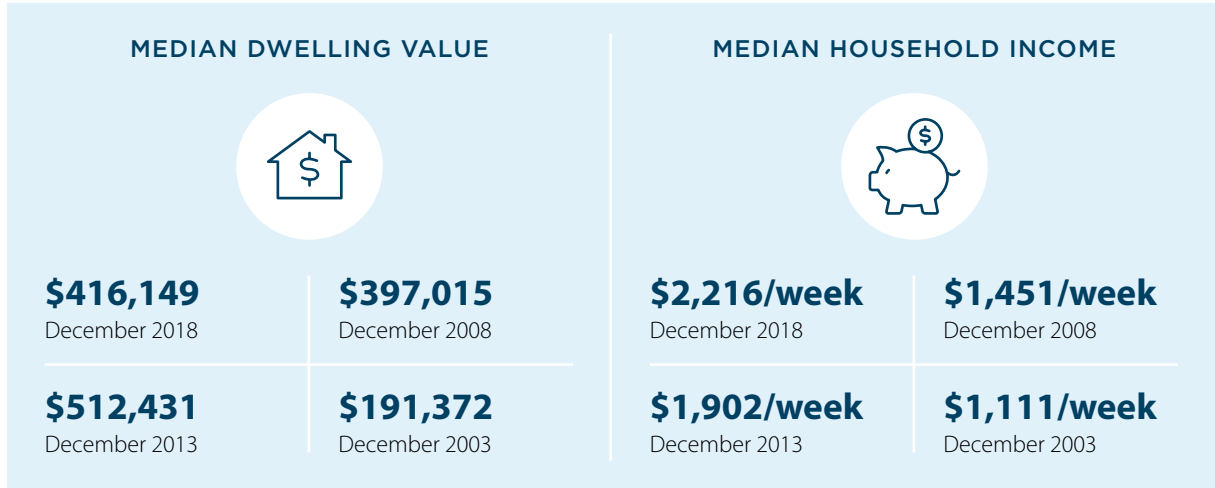 MEDIAN DWELLING VALUE
$
$416,149
December 2018
$397,015
December 2008
$512,431
December 2013
$191,372
December 2003
MEDIAN HOUSEHOLD INCOME
$
$2,216/week
December 2018
$1,451/week
December 2008
$1,902/week
December 2013
$1,111/week
December 2003